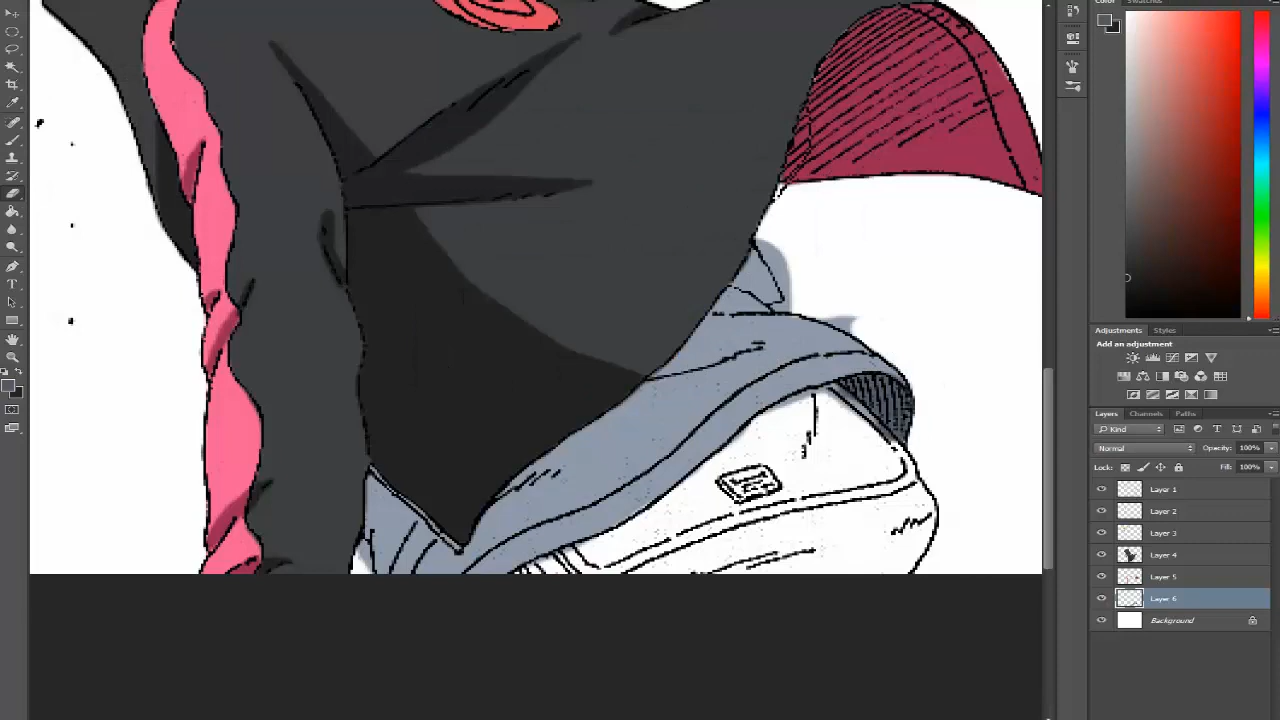 Color
Swatches
Adjustments
Styles
Add an adjustment
Layers
Channels
Paths
Kind
Normal
Opacity: 100%
Lock:
Fill: 100%
Layer 1
Layer 2
Layer 3
Layer 4
Layer 5
Layer 6
Background